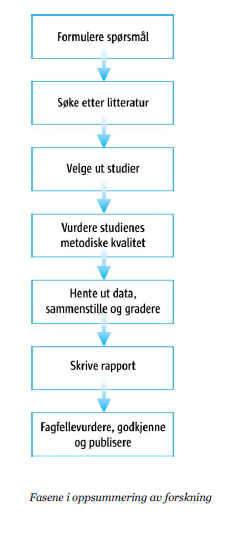 Formulere spørsmål
Søke etter litteratur
Velge ut studier
Vurdere studienes
metodiske kvalitet
Hente ut data,
sammenstille og gradere
Skrive rapport
Fagfellevurdere, godkjenne
og publisere
Fasene i oppsummering av forskning